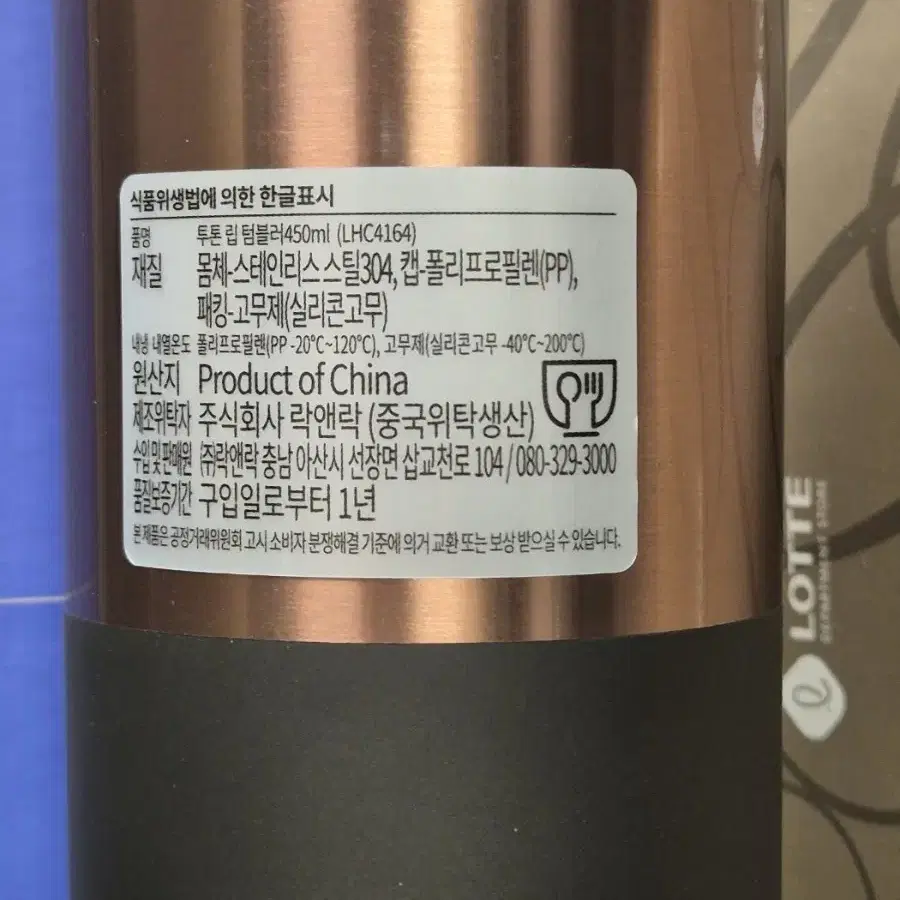 식품위생법에 의한 한글표시
품명 투톤 립 텀블러450ml (LHC4164)
재질 몸체-스테인리스 스틸304, 캡-폴리프로필렌(PP),
패킹-고무제(실리콘고무)
내냉 내열온도 폴리프로필렌(PP -20°C~120°C), 고무제(실리콘고무 -40°C~200°C)
원산지 Product of China
제조위탁자 주식회사 락앤락 (중국위탁생산)
수입 및 판매원 (주)락앤락 충남 아산시 선장면 삽교천로 104 / 080-329-3000
품질보증기간 구입일로부터 1년
본 제품은 공정거래위원회 고시 소비자 분쟁해결 기준에 의거 교환 또는 보상 받으실 수 있습니다.
LOTTE
DEPARTMENT STORE